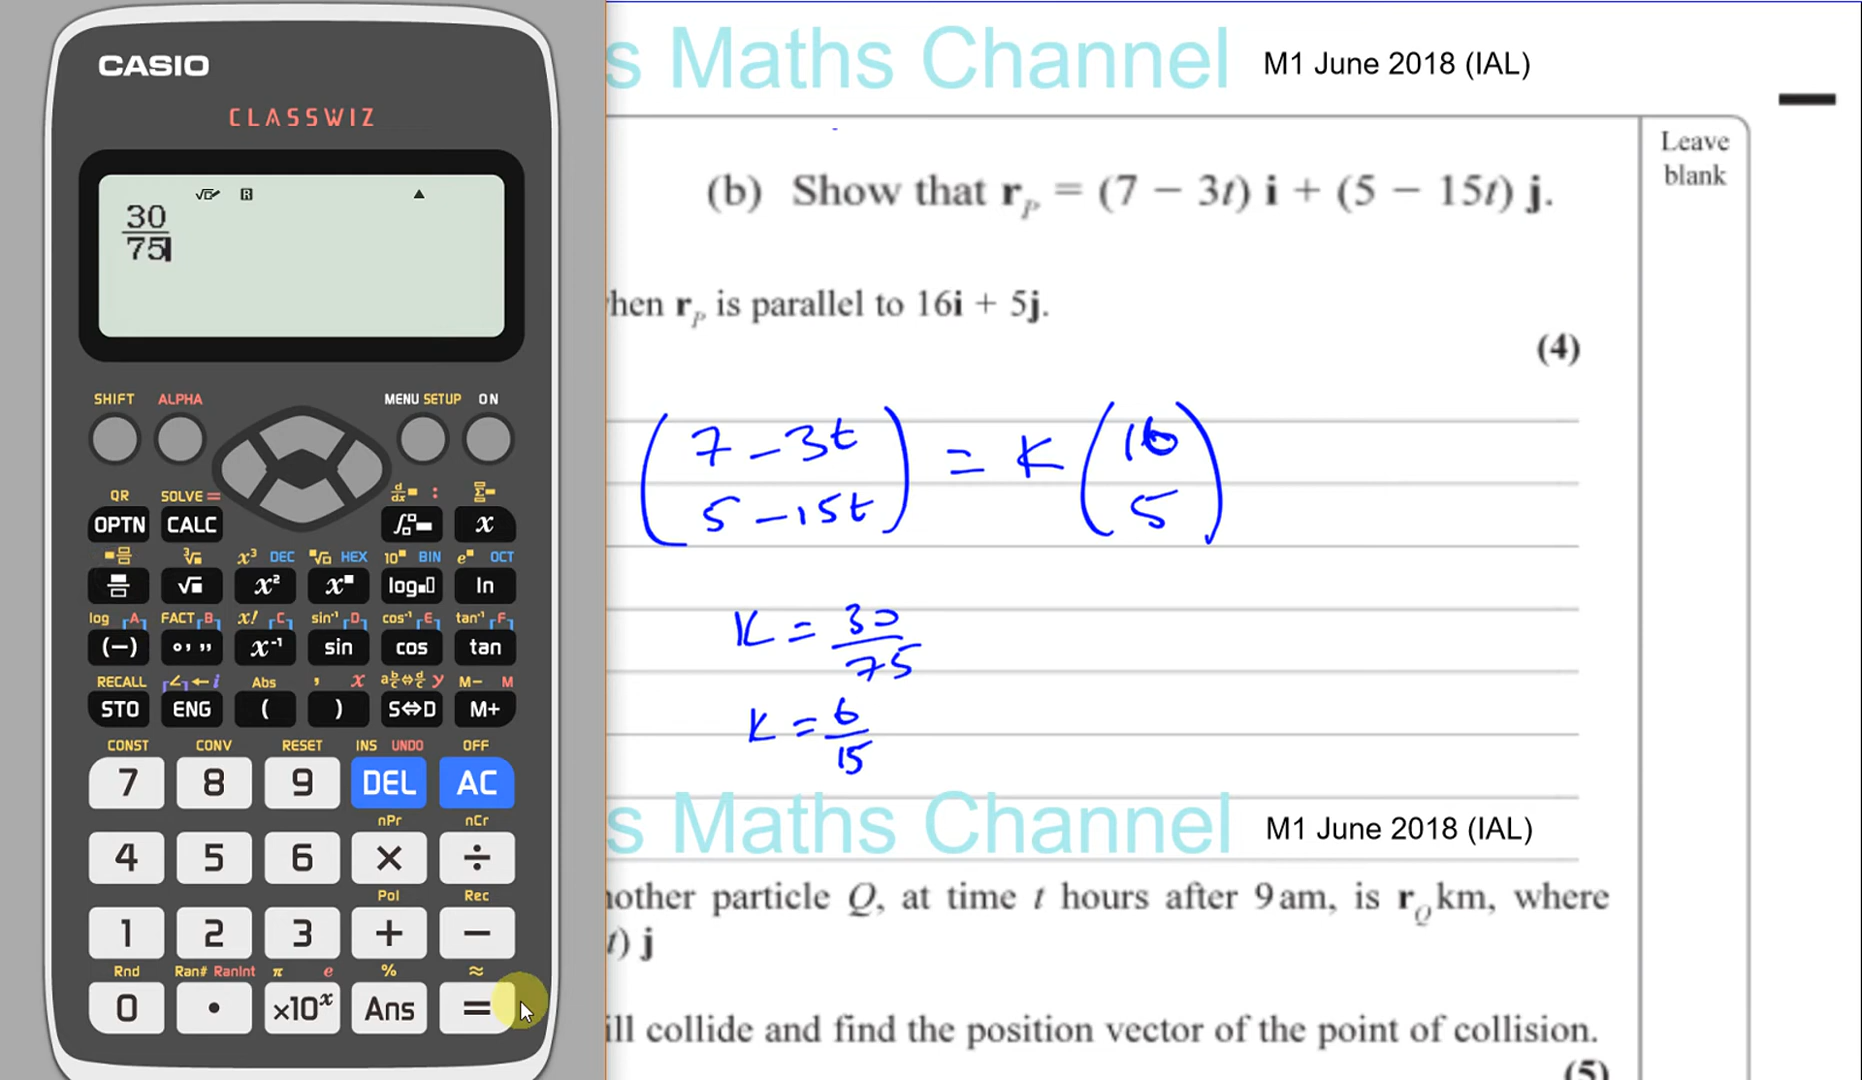 CASIO
CLASSWIZ
30
75
SHIFT ALPHA MENU SETUP ON
QR SOLVE = d/dx = : Σ=
OPTN CALC ∫ x
x³ DEC HEX 10 BIN e OCT
√ x² log ln
log A FACT B x! C sin⁻¹ D cos⁻¹ E tan⁻¹ F
(−) ° ’ ” x⁻¹ sin cos tan
RECALL ∠ ← i Abs , x a b/c⇔d/c y M− M
STO ENG ( ) S⇔D M+
CONST CONV RESET INS UNDO OFF
7 8 9 DEL AC
nPr nCr
4 5 6 × ÷
Pol Rec
1 2 3 + −
Rnd Ran# RanInt π e % ≈
0 • ×10ˣ Ans =
s Maths Channel M1 June 2018 (IAL)
Leave
blank
(b) Show that r_P = (7 − 3t) i + (5 − 15t) j.
hen r_P is parallel to 16i + 5j.
(4)
(7 − 3t) = K (16)
(5 − 15t) (5)
K = 30/75
K = 6/15
s Maths Channel M1 June 2018 (IAL)
nother particle Q, at time t hours after 9 am, is r_Q km, where
t) j
ill collide and find the position vector of the point of collision.
(5)